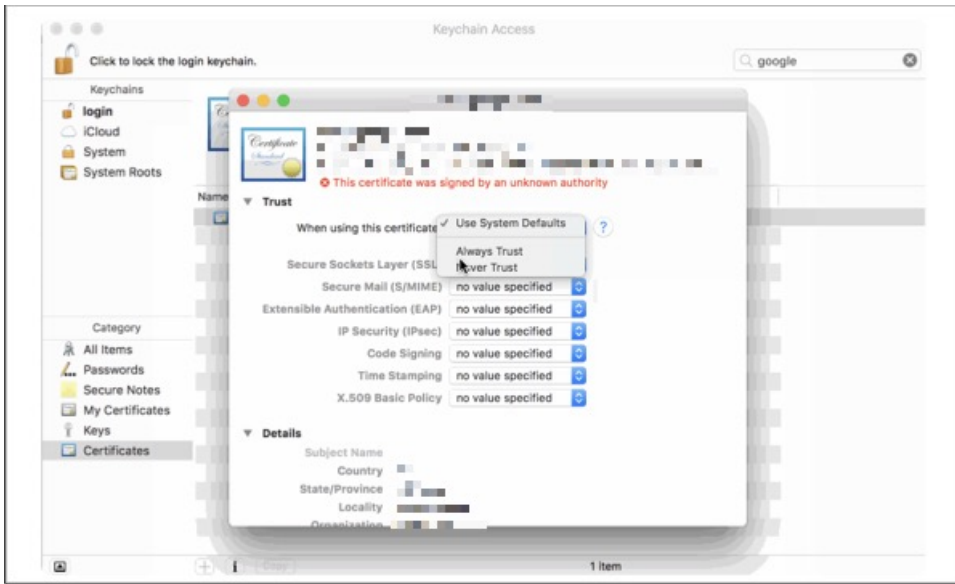 Keychain Access
Click to lock the login keychain.
google
Keychains
login
iCloud
System
System Roots
Certificate
Standard
This certificate was signed by an unknown authority
Name
Trust
When using this certificate
Use System Defaults
?
Always Trust
Never Trust
Secure Sockets Layer (SSL
Secure Mail (S/MIME) no value specified
Extensible Authentication (EAP) no value specified
IP Security (IPsec) no value specified
Code Signing no value specified
Time Stamping no value specified
X.509 Basic Policy no value specified
Category
All Items
Passwords
Secure Notes
My Certificates
Keys
Certificates
Details
Subject Name
Country
State/Province
Locality
Organization
Copy
1 item